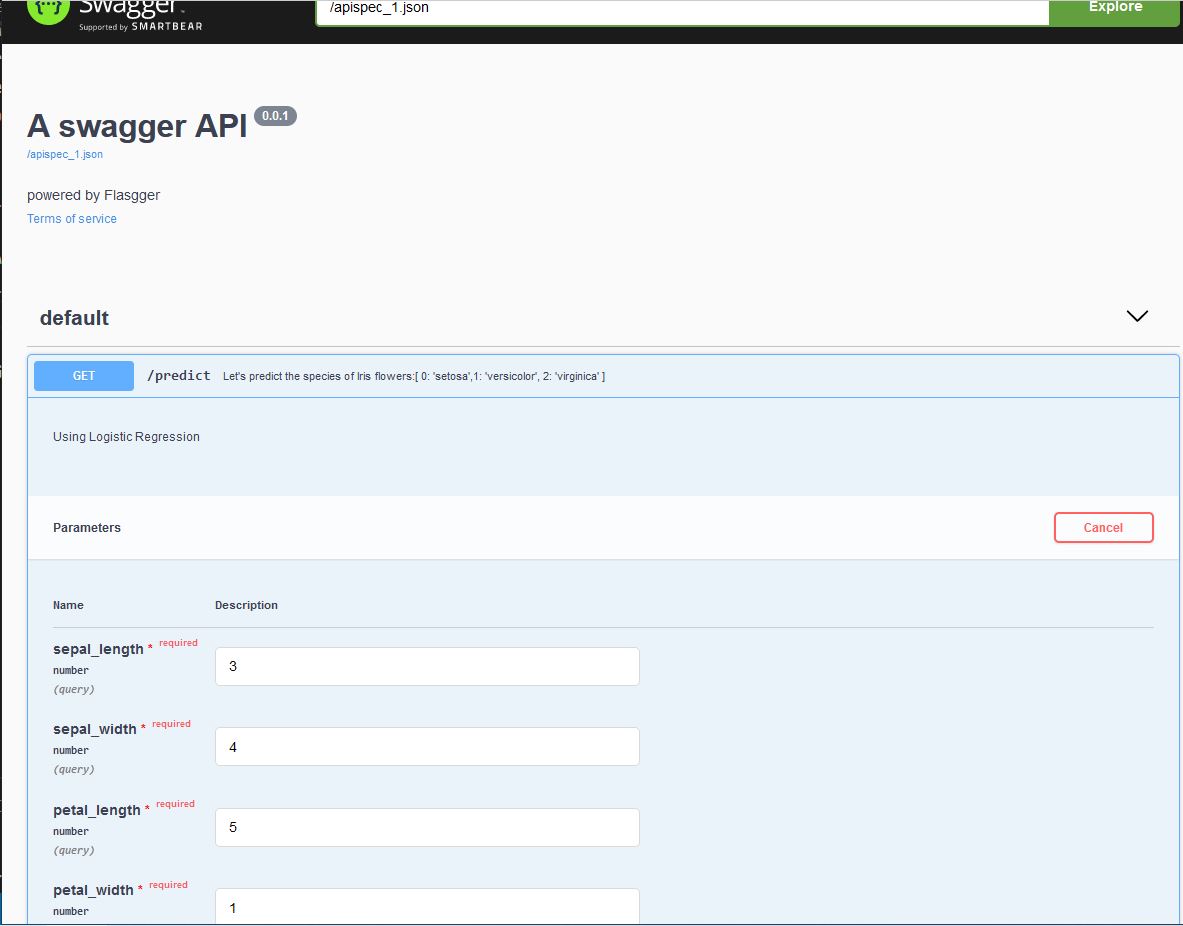 Swagger
Supported by SMARTBEAR
/apispec_1.json
Explore
A swagger API 0.0.1
/apispec_1.json
powered by Flasgger
Terms of service
default
GET /predict Let's predict the species of Iris flowers:[ 0: 'setosa',1: 'versicolor', 2: 'virginica' ]
Using Logistic Regression
Parameters
Cancel
Name Description
sepal_length * required
number
(query)
3
sepal_width * required
number
(query)
4
petal_length * required
number
(query)
5
petal_width * required
number
1